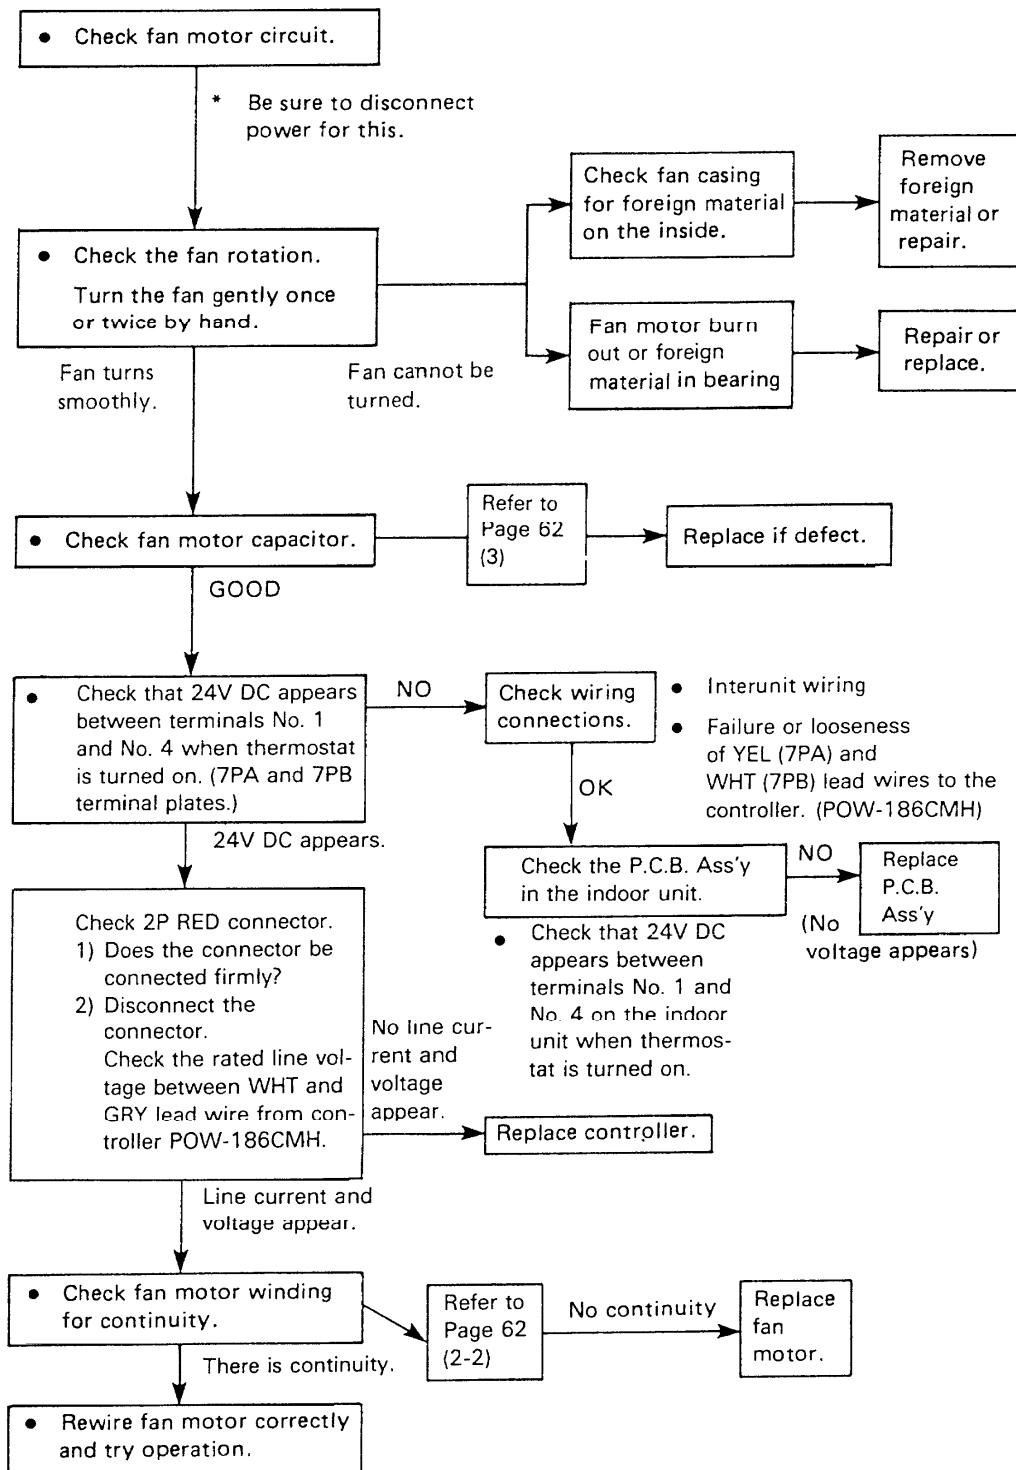 ● Check fan motor circuit.
* Be sure to disconnect
power for this.
● Check the fan rotation.
Turn the fan gently once
or twice by hand.
Check fan casing
for foreign material
on the inside.
Remove
foreign
material or
repair.
Fan motor burn
out or foreign
material in bearing
Repair or
replace.
Fan turns
smoothly.
Fan cannot be
turned.
● Check fan motor capacitor.
Refer to
Page 62
(3)
Replace if defect.
GOOD
● Check that 24V DC appears
between terminals No. 1
and No. 4 when thermostat
is turned on. (7PA and 7PB
terminal plates.)
NO
Check wiring
connections.
● Interunit wiring
● Failure or looseness
of YEL (7PA) and
WHT (7PB) lead wires to the
controller. (POW-186CMH)
OK
24V DC appears.
Check the P.C.B. Ass'y
in the indoor unit.
NO
(No
voltage appears)
Replace
P.C.B.
Ass'y
● Check that 24V DC
appears between
terminals No. 1 and
No. 4 on the indoor
unit when thermos-
tat is turned on.
Check 2P RED connector.
1) Does the connector be
connected firmly?
2) Disconnect the
connector.
Check the rated line vol-
tage between WHT and
GRY lead wire from con-
troller POW-186CMH.
No line cur-
rent and
voltage
appear.
Replace controller.
Line current and
voltage appear.
● Check fan motor winding
for continuity.
Refer to
Page 62
(2-2)
No continuity
Replace
fan
motor.
There is continuity.
● Rewire fan motor correctly
and try operation.